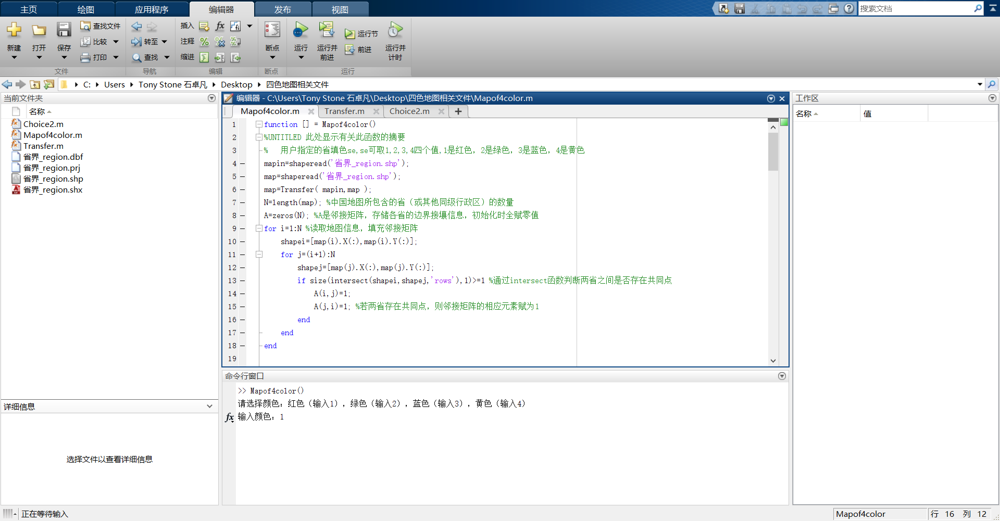 主页 绘图 应用程序 编辑器 发布 视图 搜索文档
新建 打开 保存 查找文件 比较 打印 转至 查找 插入 fx fi 注释 缩进 断点 运行 运行并前进 运行节 前进 运行并计时
文件 导航 编辑 断点 运行
C: Users Tony Stone 石卓凡 Desktop 四色地图相关文件
当前文件夹
名称
Choice2.m
Mapof4color.m
Transfer.m
省界_region.dbf
省界_region.prj
省界_region.shp
省界_region.shx
详细信息
选择文件以查看详细信息
编辑器 - C:\Users\Tony Stone 石卓凡\Desktop\四色地图相关文件\Mapof4color.m
Mapof4color.m Transfer.m Choice2.m
1 function [] = Mapof4color()
2 %UNTITLED 此处显示有关此函数的摘要
3 %   用户指定的省填色se,se可取1,2,3,4四个值,1是红色，2是绿色，3是蓝色，4是黄色
4 mapin=shaperead('省界_region.shp');
5 map=shaperead('省界_region.shp');
6 map=Transfer( mapin,map );
7 N=length(map); %中国地图所包含的省（或其他同级行政区）的数量
8 A=zeros(N); %A是邻接矩阵，存储各省的边界接壤信息，初始化时全赋零值
9 for i=1:N %读取地图信息，填充邻接矩阵
10     shapei=[map(i).X(:),map(i).Y(:)];
11     for j=(i+1):N
12         shapej=[map(j).X(:),map(j).Y(:)];
13         if size(intersect(shapei,shapej,'rows'),1)>=1 %通过intersect函数判断两省之间是否存在共同点
14             A(i,j)=1;
15             A(j,i)=1; %若两省存在共同点，则邻接矩阵的相应元素赋为1
16         end
17     end
18 end
19
命令行窗口
>> Mapof4color()
请选择颜色：红色（输入1），绿色（输入2），蓝色（输入3），黄色（输入4）
fx 输入颜色：1
工作区
名称 值
正在等待输入
Mapof4color 行 16 列 12